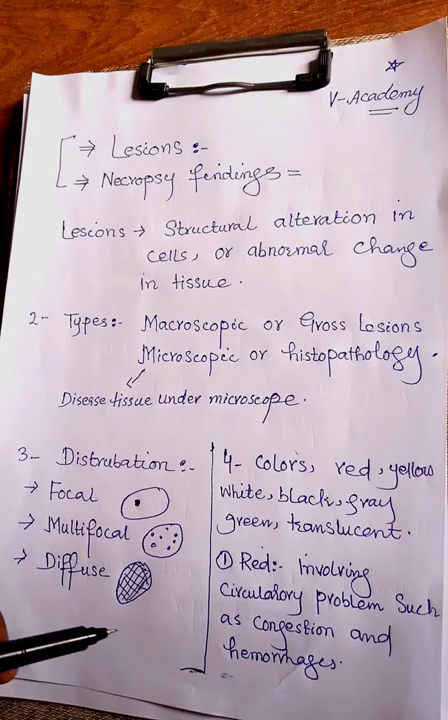 V-Academy
⇒ Lesions :-
⇒ Necropsy findings =
Lesions → Structural alteration in
cells, or abnormal change
in tissue.
2- Types:- Macroscopic or Gross Lesions
Microscopic or histopathology.
Disease tissue under microscope.
3- Distrubation :-
→ Focal
→ Multifocal
→ Diffuse
4- Colors, red, yellow
white, black, gray
green, translucent.
① Red:- involving
Circulatory problem Such
as Congestion and
hemorrhages.